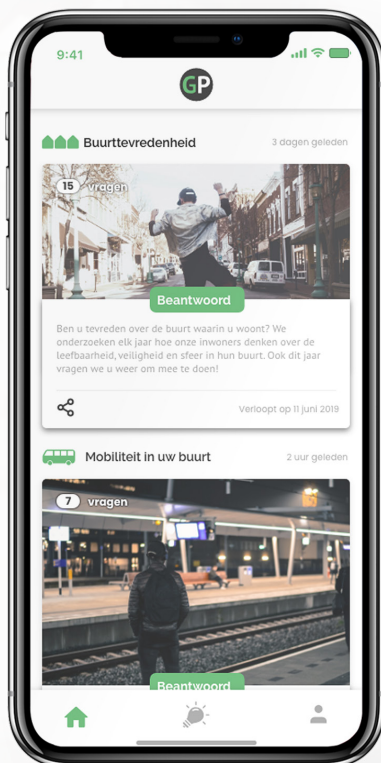 9:41
GP
Buurttevredenheid 3 dagen geleden
15 vragen
Beantwoord
Ben u tevreden over de buurt waarin u woont? We
onderzoeken elk jaar hoe onze inwoners denken over de
leefbaarheid, veiligheid en sfeer in hun buurt. Ook dit jaar
vragen we u weer om mee te doen!
Verloopt op 11 juni 2019
Mobiliteit in uw buurt 2 uur geleden
7 vragen
Beantwoord